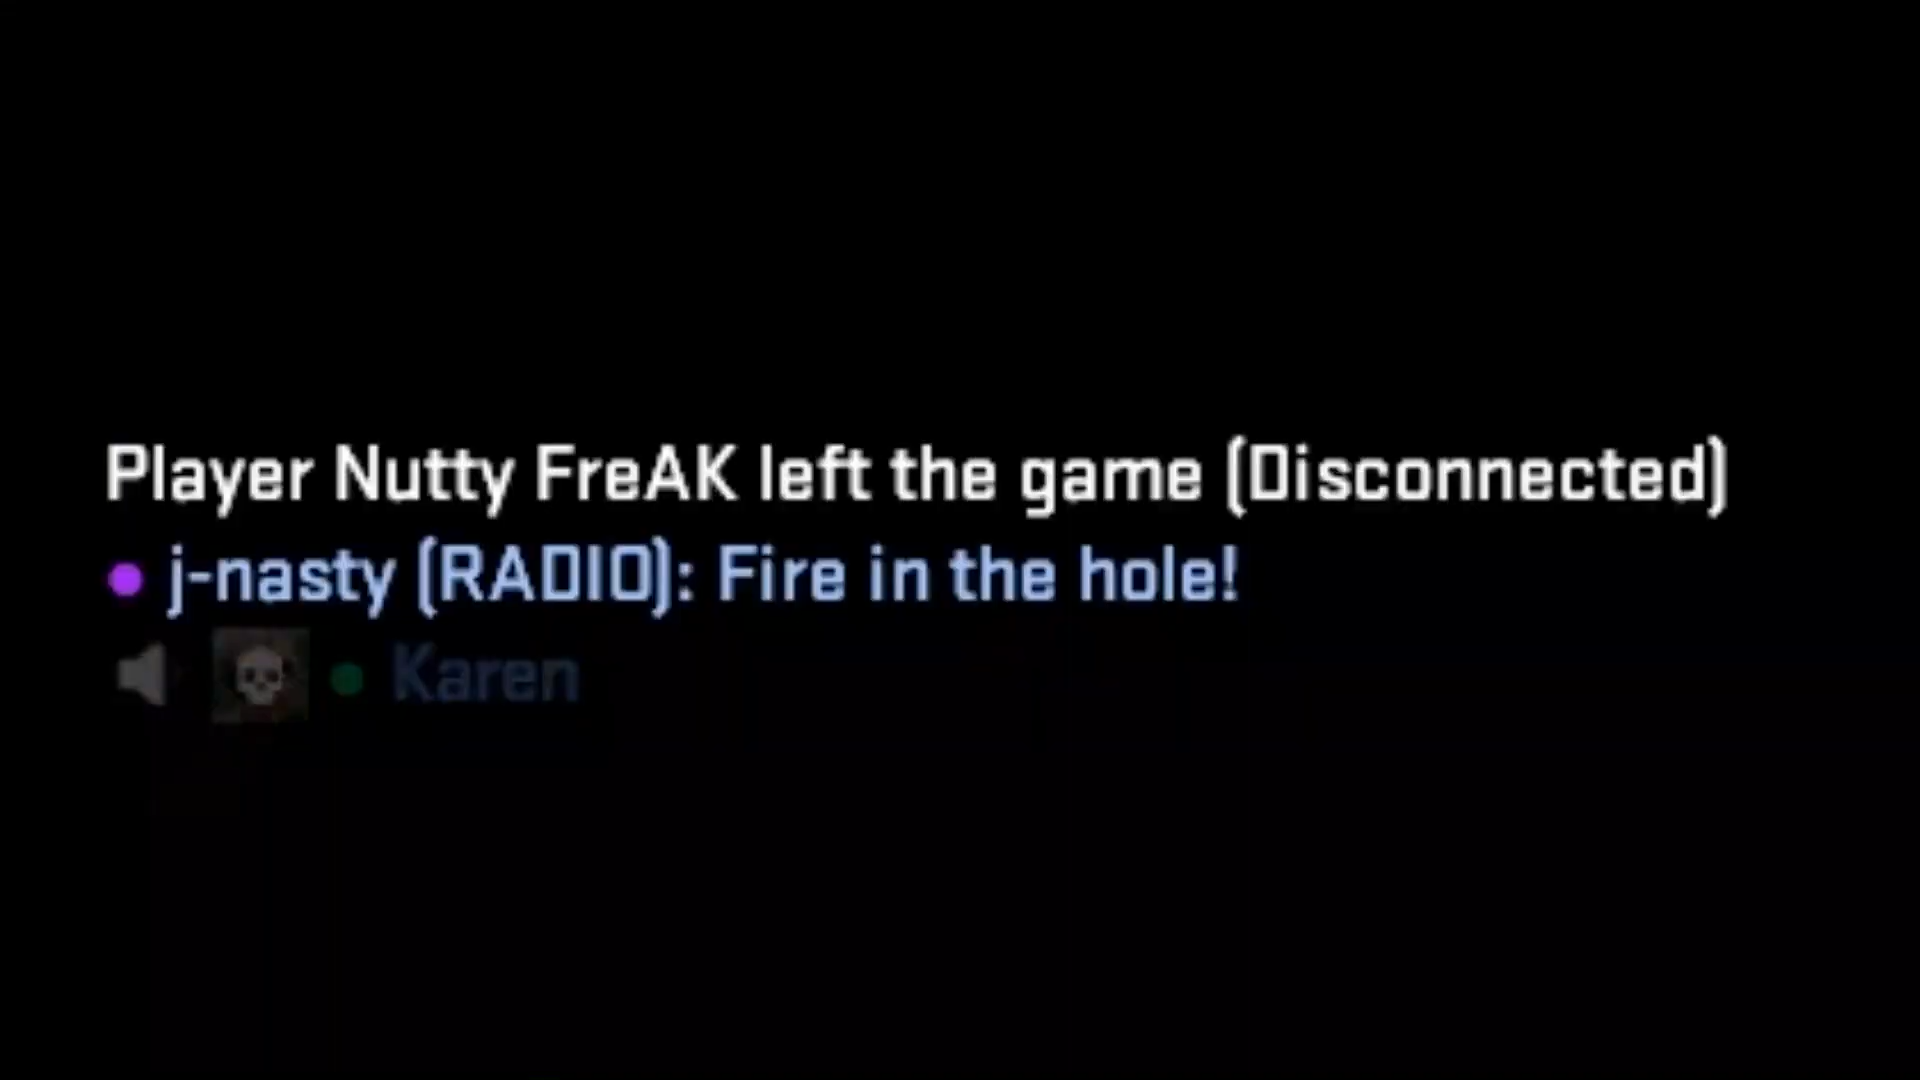 Player Nutty FreAK left the game (Disconnected)
j-nasty (RADIO): Fire in the hole!
Karen